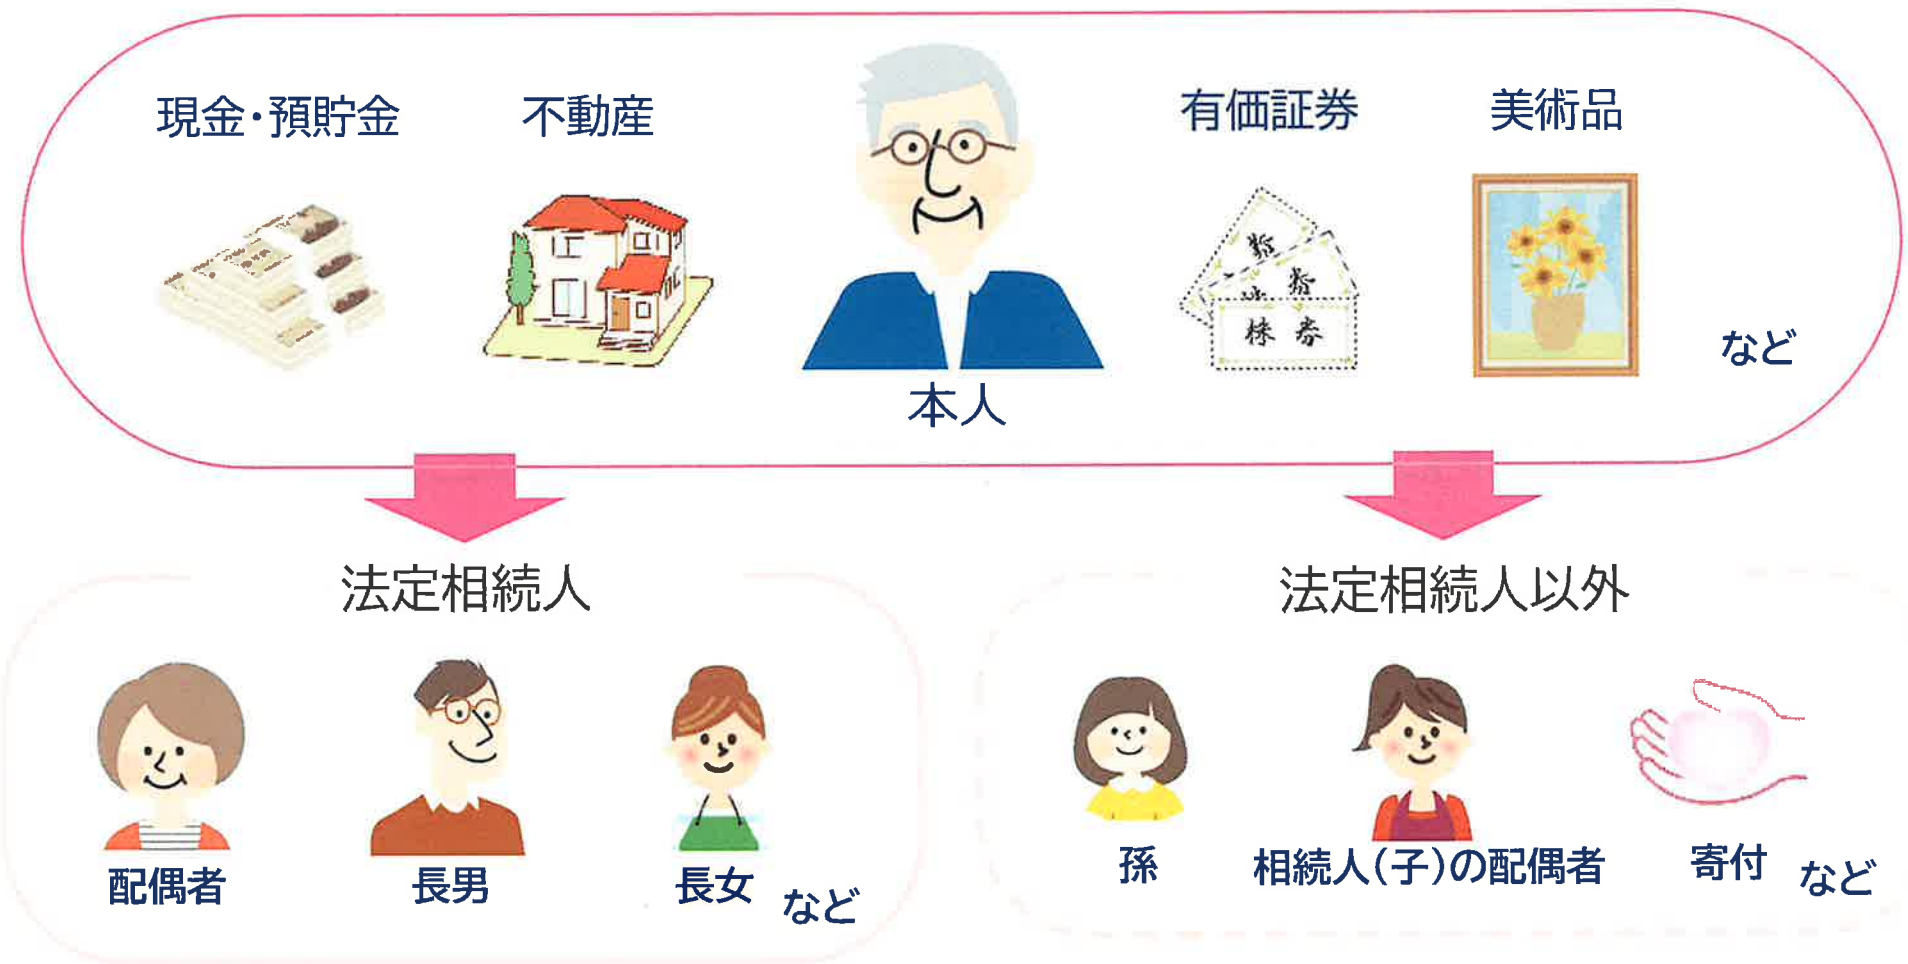 現金・預貯金
不動産
有価証券
美術品
株券
など
本人
法定相続人
法定相続人以外
配偶者
長男
長女
など
孫
相続人(子)の配偶者
寄付
など